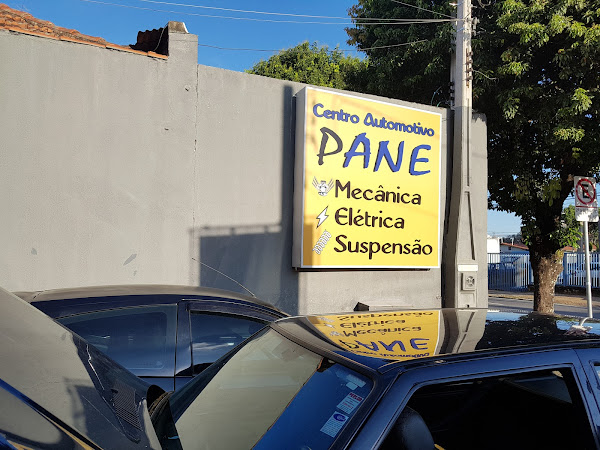 Centro Automotivo
PANE
Mecânica
Elétrica
Suspensão
E